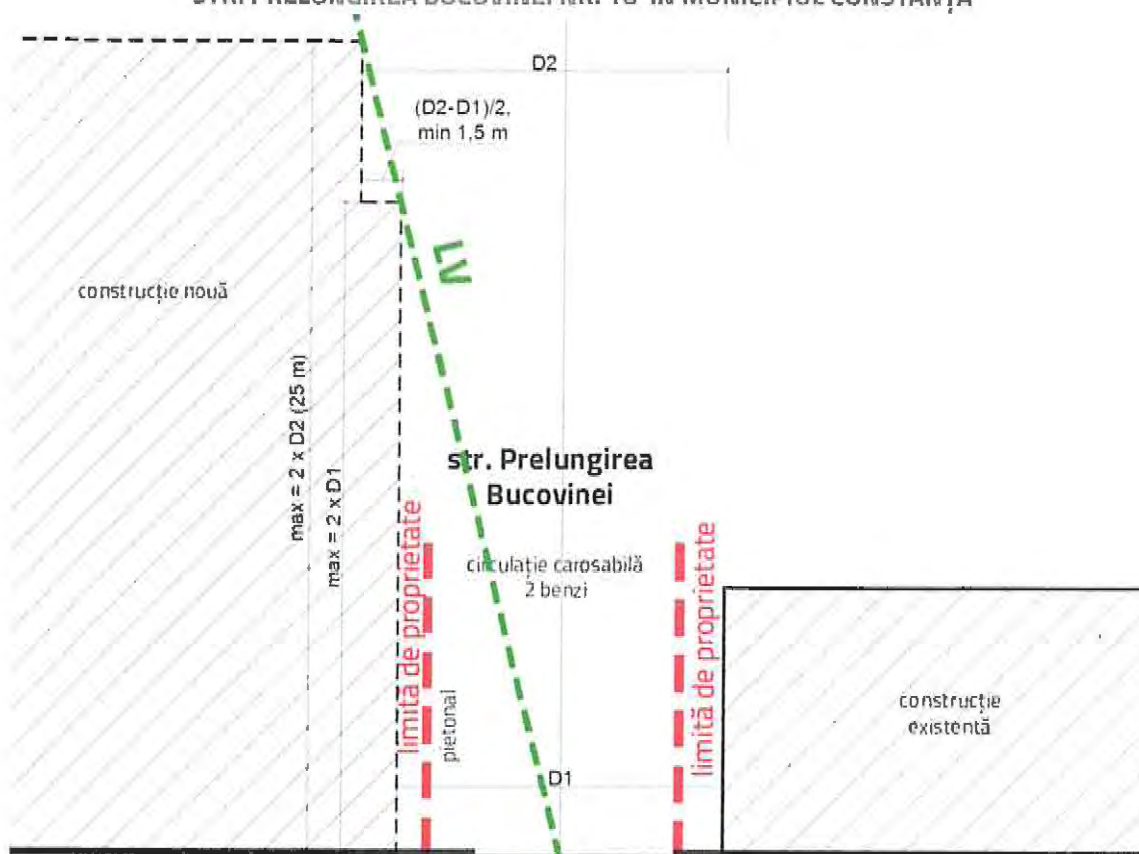 D2
(D2-D1)/2,
min 1,5 m
LV
construcție nouă
max = 2 x D2 (25 m)
max = 2 x D1
str. Prelungirea
Bucovinei
circulație carosabilă
2 benzi
limită de proprietate
pietonal
limită de proprietate
construcție
existentă
D1